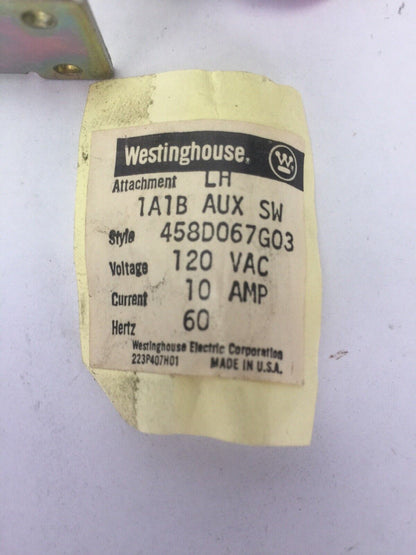 Westinghouse. W
Attachment LH
1A1B AUX SW
Style 458D067G03
Voltage 120 VAC
Current 10 AMP
Hertz 60
Westinghouse Electric Corporation
223P407H01 MADE IN U.S.A.